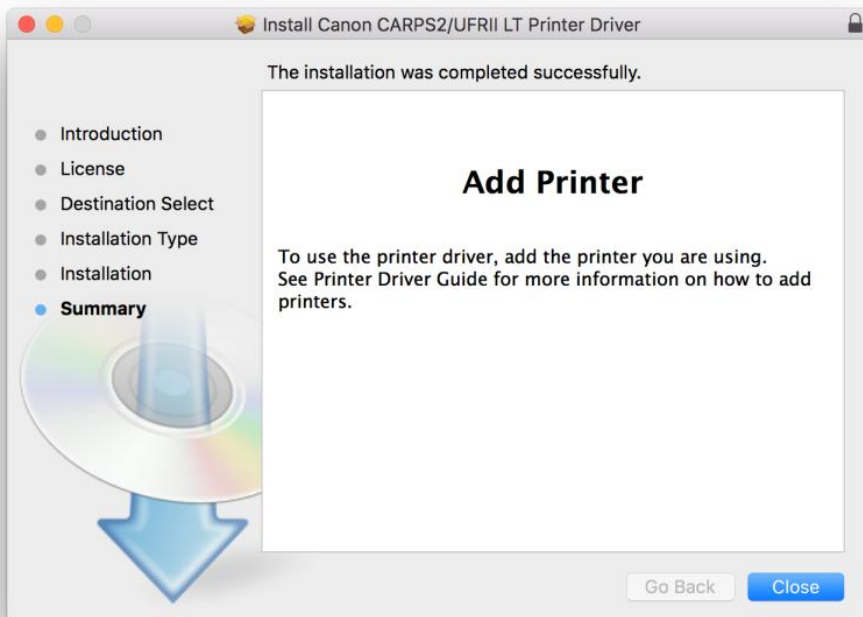 Install Canon CARPS2/UFRII LT Printer Driver
The installation was completed successfully.
Introduction
License
Destination Select
Installation Type
Installation
Summary
Add Printer
To use the printer driver, add the printer you are using.
See Printer Driver Guide for more information on how to add
printers.
Go Back
Close